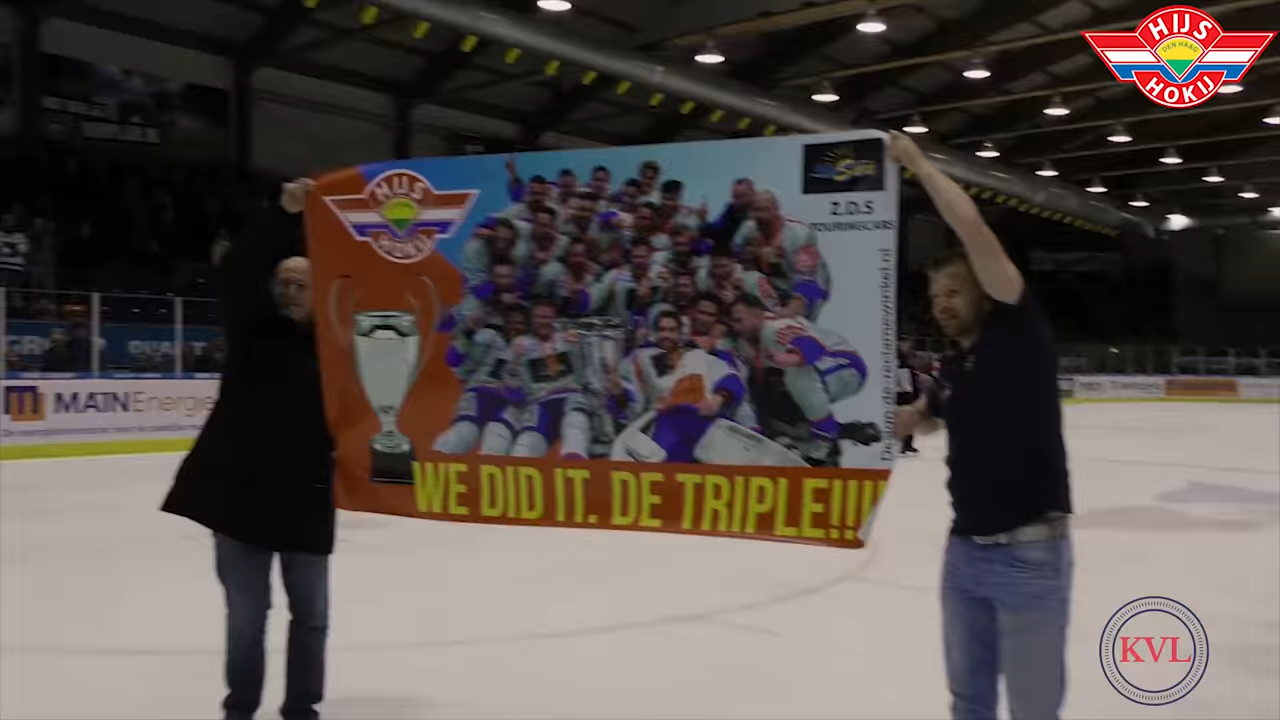 HIJS
DEN HAAG
HOKIJ
HIJS
HOKIJ
Z.D.S
TOURINGCARS
WE DID IT. DE TRIPLE!!!!
MAIN Energie
KVL